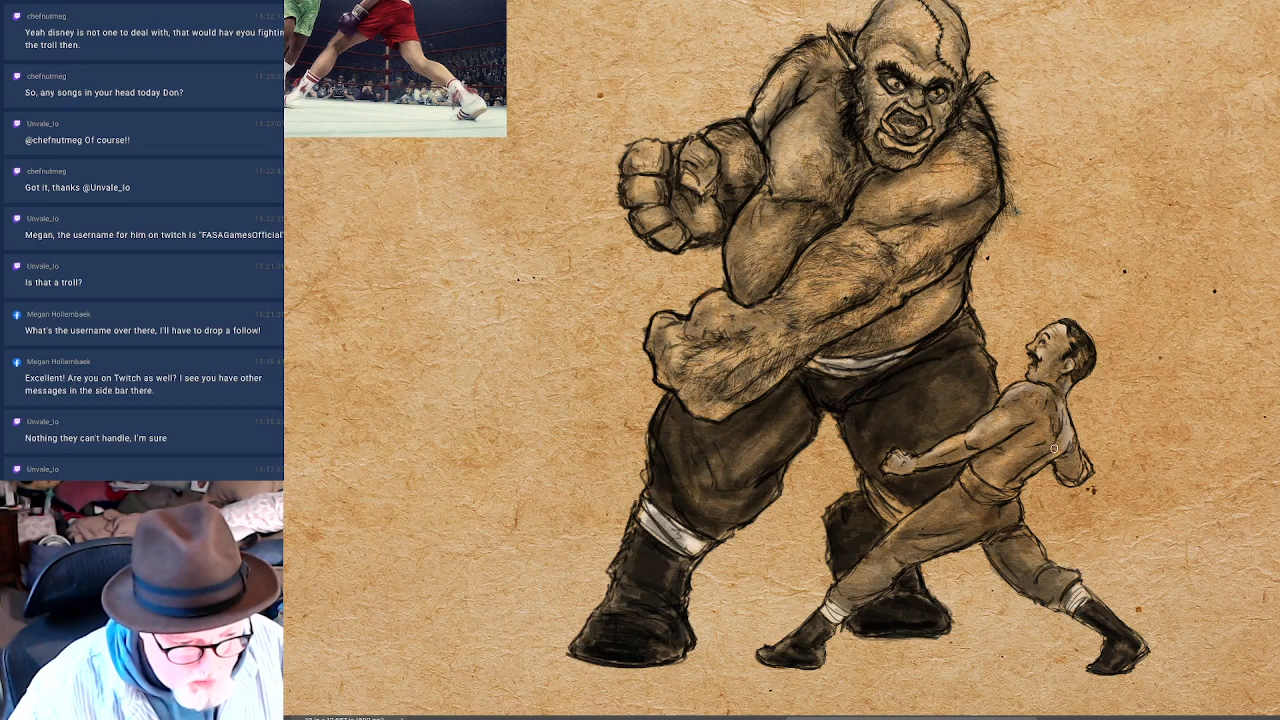 chefnutmeg
Yeah disney is not one to deal with, that would hav eyou fightin
the troll then.
chefnutmeg
So, any songs in your head today Don?
Unvale_Io
@chefnutmeg Of course!!
chefnutmeg
Got it, thanks @Unvale_Io
Unvale_Io
Megan, the username for him on twitch is "FASAGamesOfficial"
Unvale_Io
Is that a troll?
Megan Hollembaek
What's the username over there, I'll have to drop a follow!
Megan Hollembaek
Excellent! Are you on Twitch as well? I see you have other
messages in the side bar there.
Unvale_Io
Nothing they can't handle, I'm sure
Unvale_Io